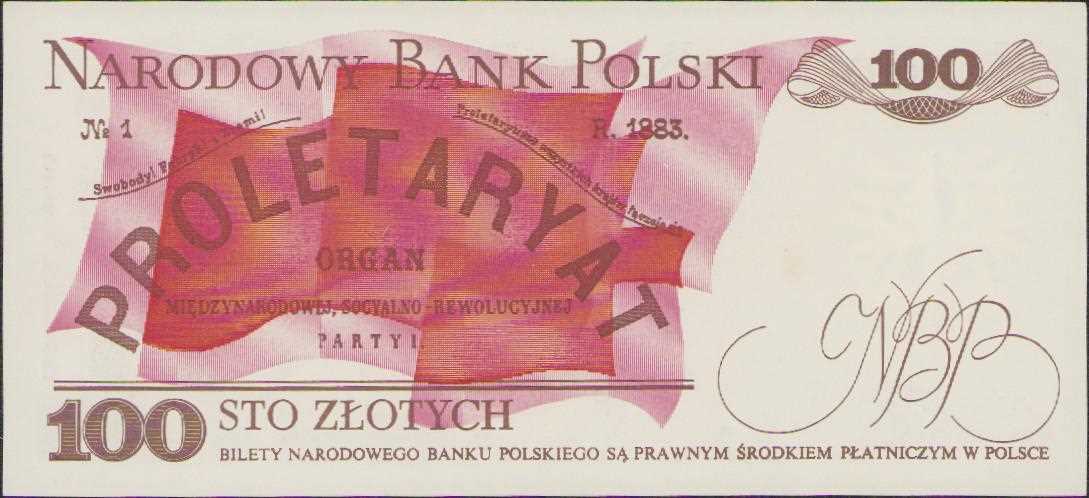 NARODOWY BANK POLSKI
100
№ 1
R. 1883.
Swobody! Fabryk! i Ziemi!
Proletaryusze wszystkich krajów łączcie się
PROLETARYAT
ORGAN
MIĘDZYNARODOWEJ, SOCYALNO-REWOLUCYJNEJ
PARTYI.
NBP
100 STO ZŁOTYCH
BILETY NARODOWEGO BANKU POLSKIEGO SĄ PRAWNYM ŚRODKIEM PŁATNICZYM W POLSCE